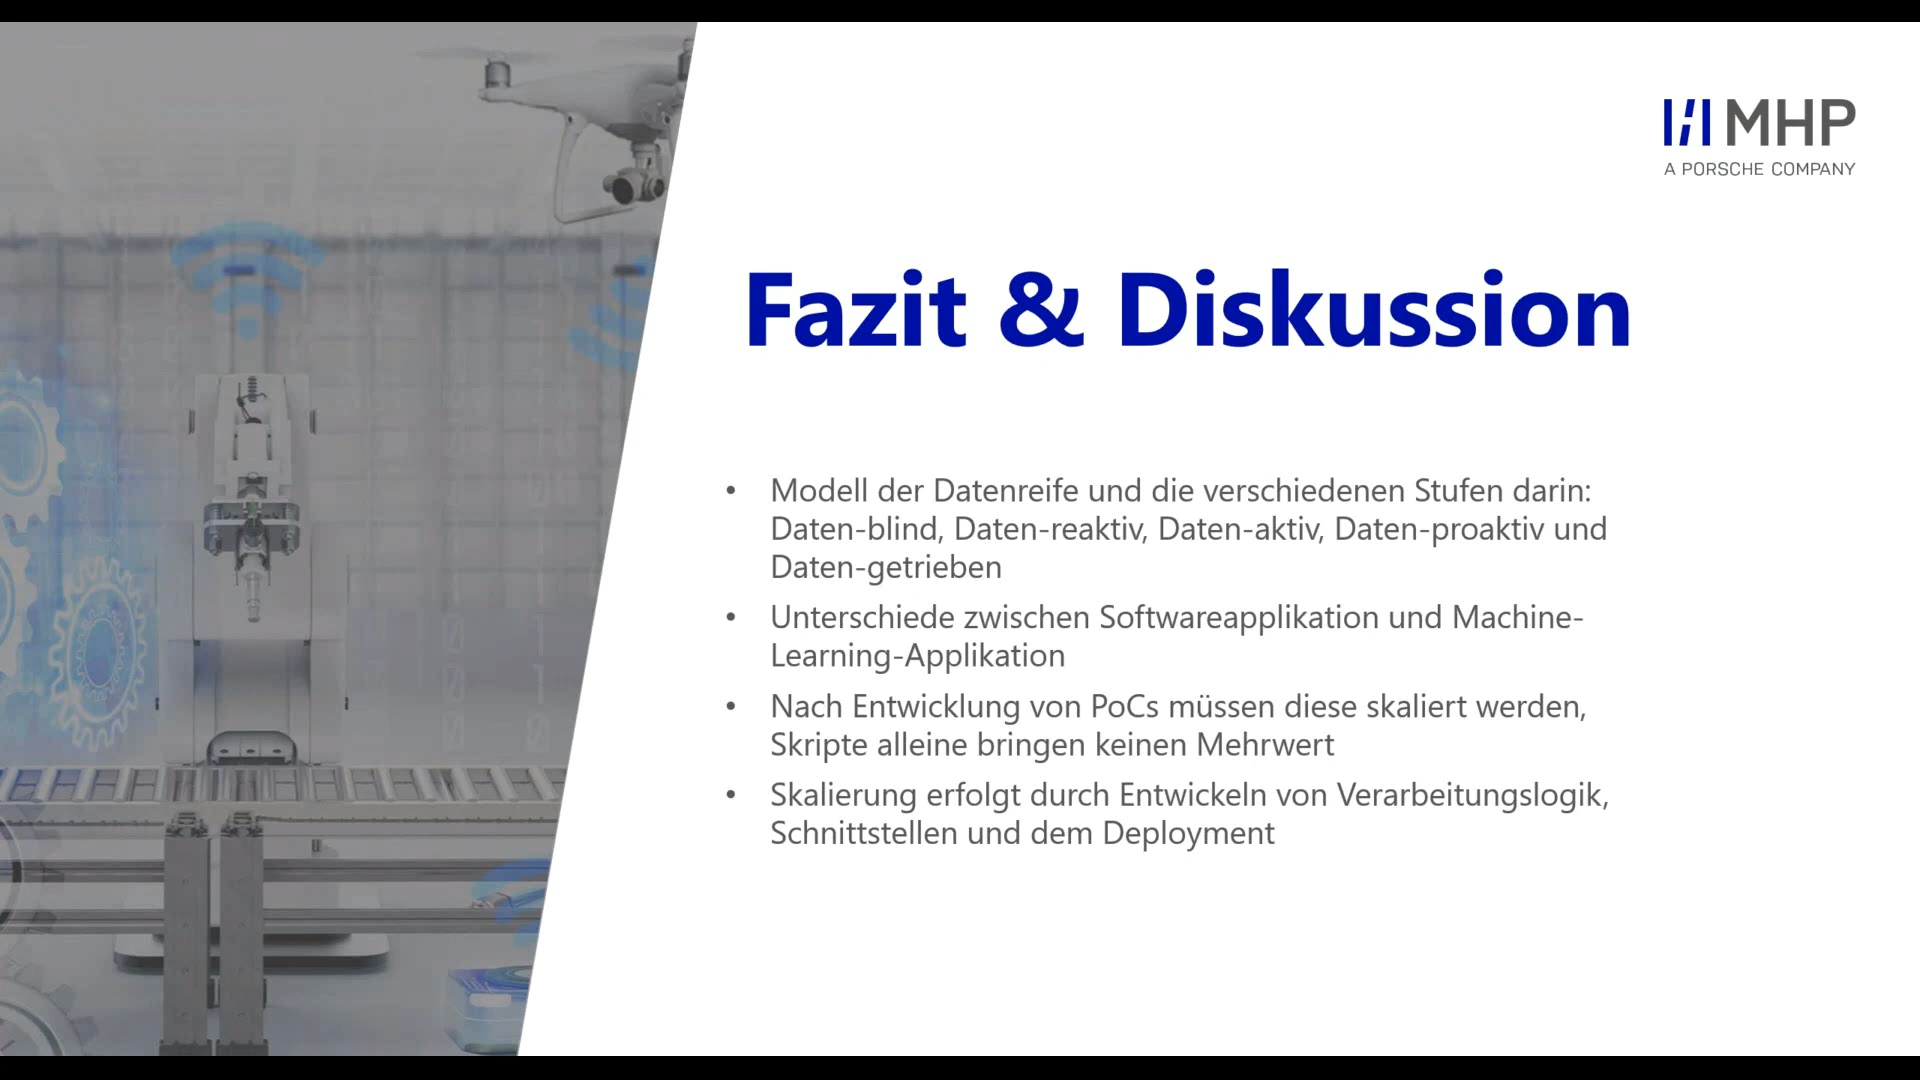 MHP
A PORSCHE COMPANY
Fazit & Diskussion
• Modell der Datenreife und die verschiedenen Stufen darin:
Daten-blind, Daten-reaktiv, Daten-aktiv, Daten-proaktiv und
Daten-getrieben
• Unterschiede zwischen Softwareapplikation und Machine-
Learning-Applikation
• Nach Entwicklung von PoCs müssen diese skaliert werden,
Skripte alleine bringen keinen Mehrwert
• Skalierung erfolgt durch Entwickeln von Verarbeitungslogik,
Schnittstellen und dem Deployment